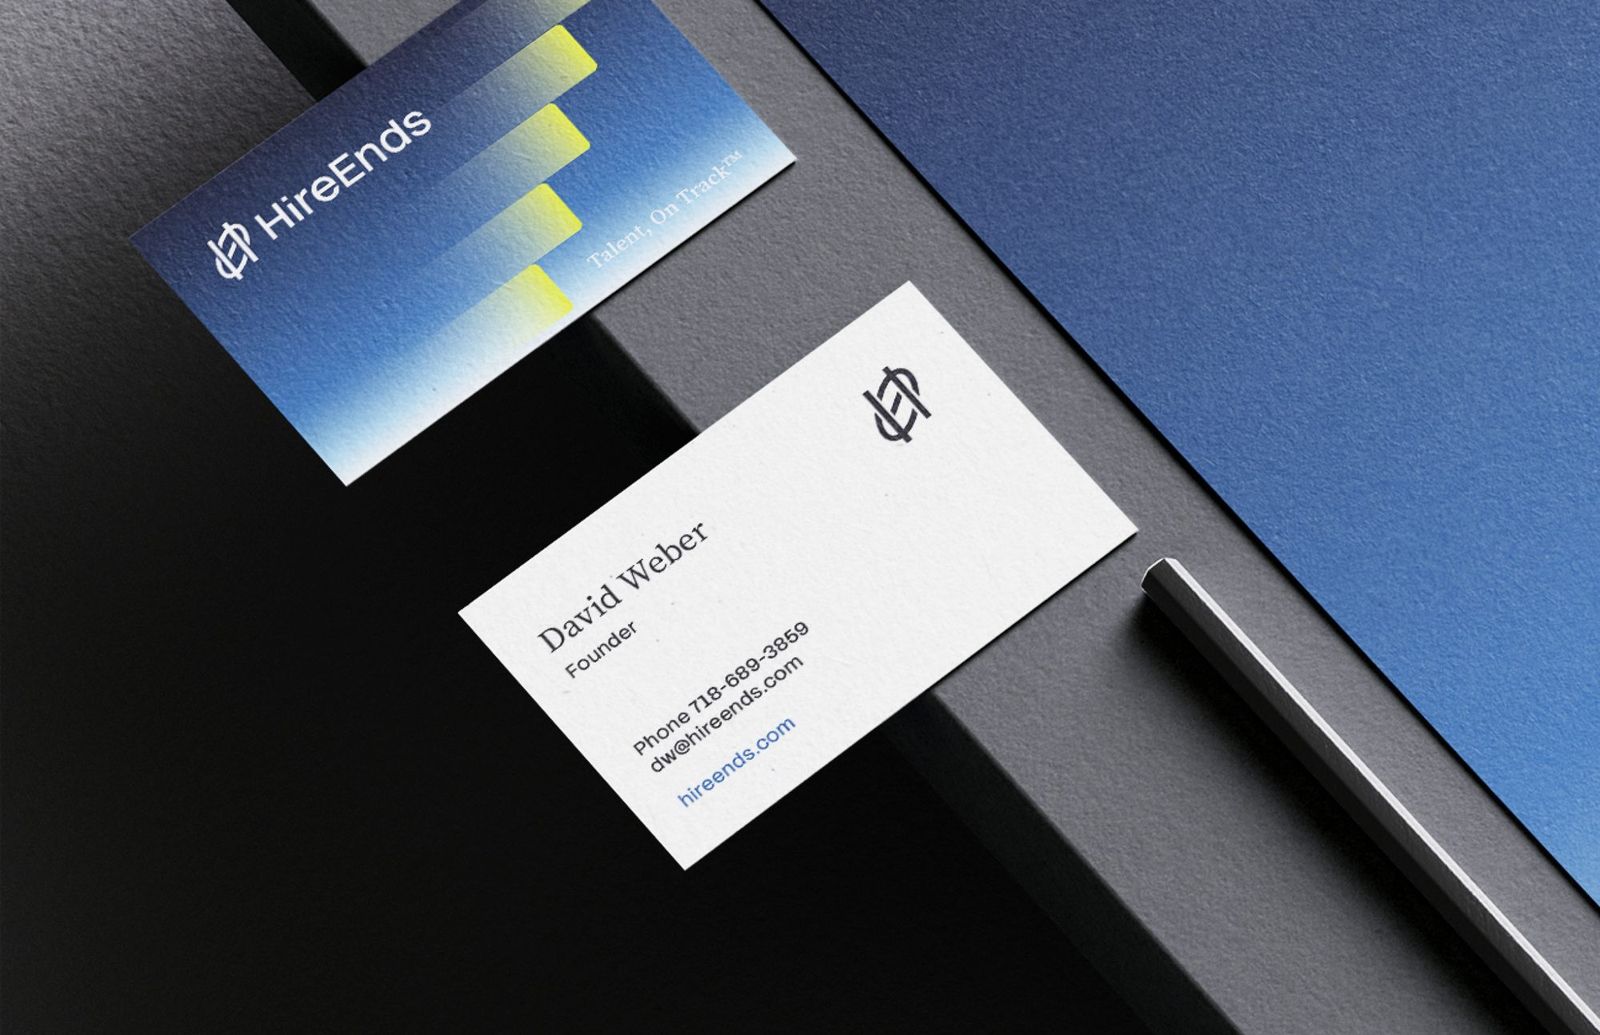 HireEnds
Talent, On Track™
David Weber
Founder
Phone 718-689-3859
dw@hireends.com
hireends.com